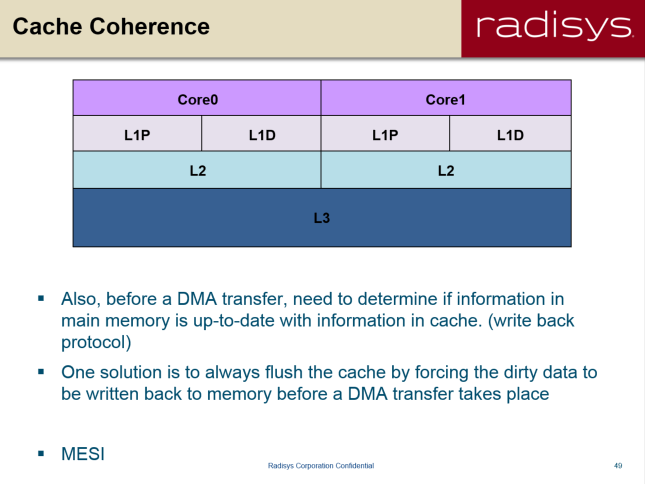 Cache Coherence
radisys.
Core0 Core1
L1P L1D L1P L1D
L2 L2
L3
▪ Also, before a DMA transfer, need to determine if information in
main memory is up-to-date with information in cache. (write back
protocol)
▪ One solution is to always flush the cache by forcing the dirty data to
be written back to memory before a DMA transfer takes place
▪ MESI
Radisys Corporation Confidential 49